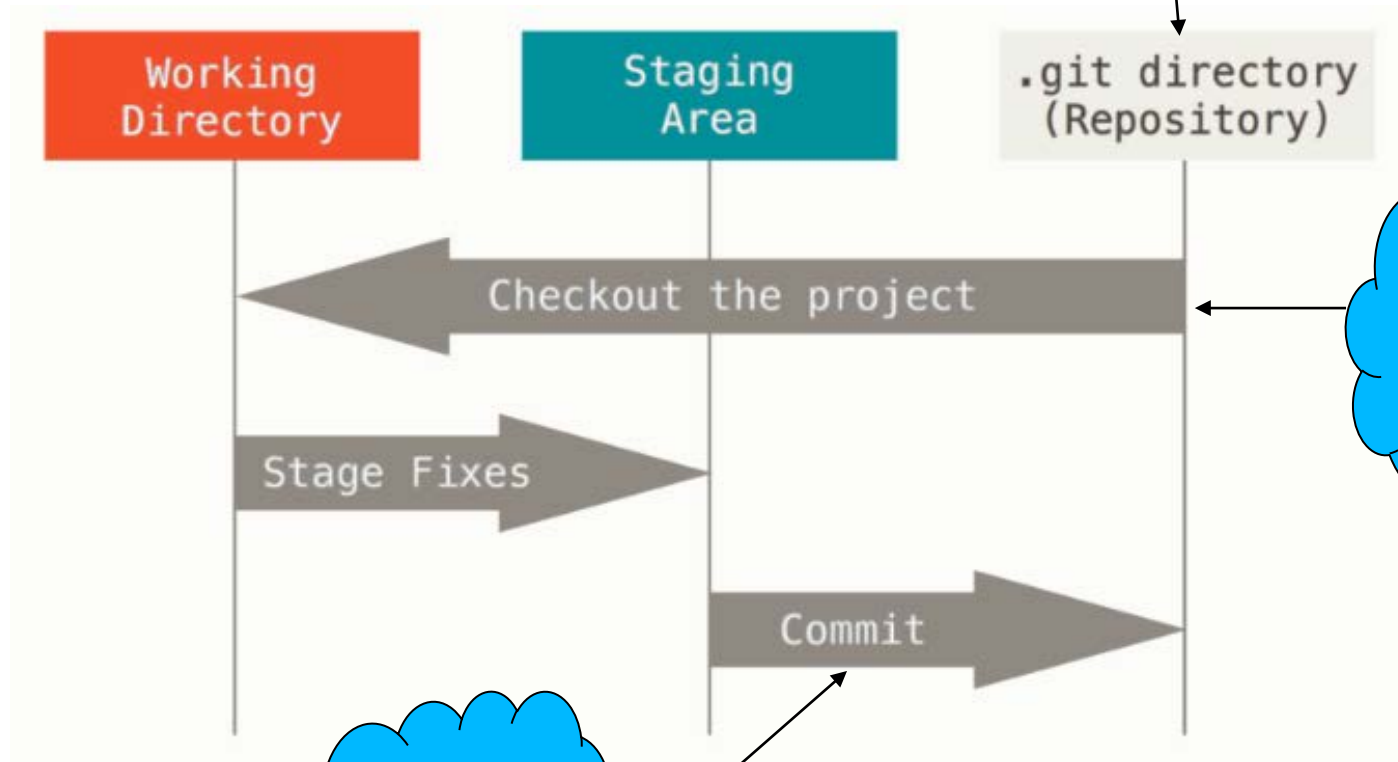 Working
Directory
Staging
Area
.git directory
(Repository)
Checkout the project
Stage Fixes
Commit